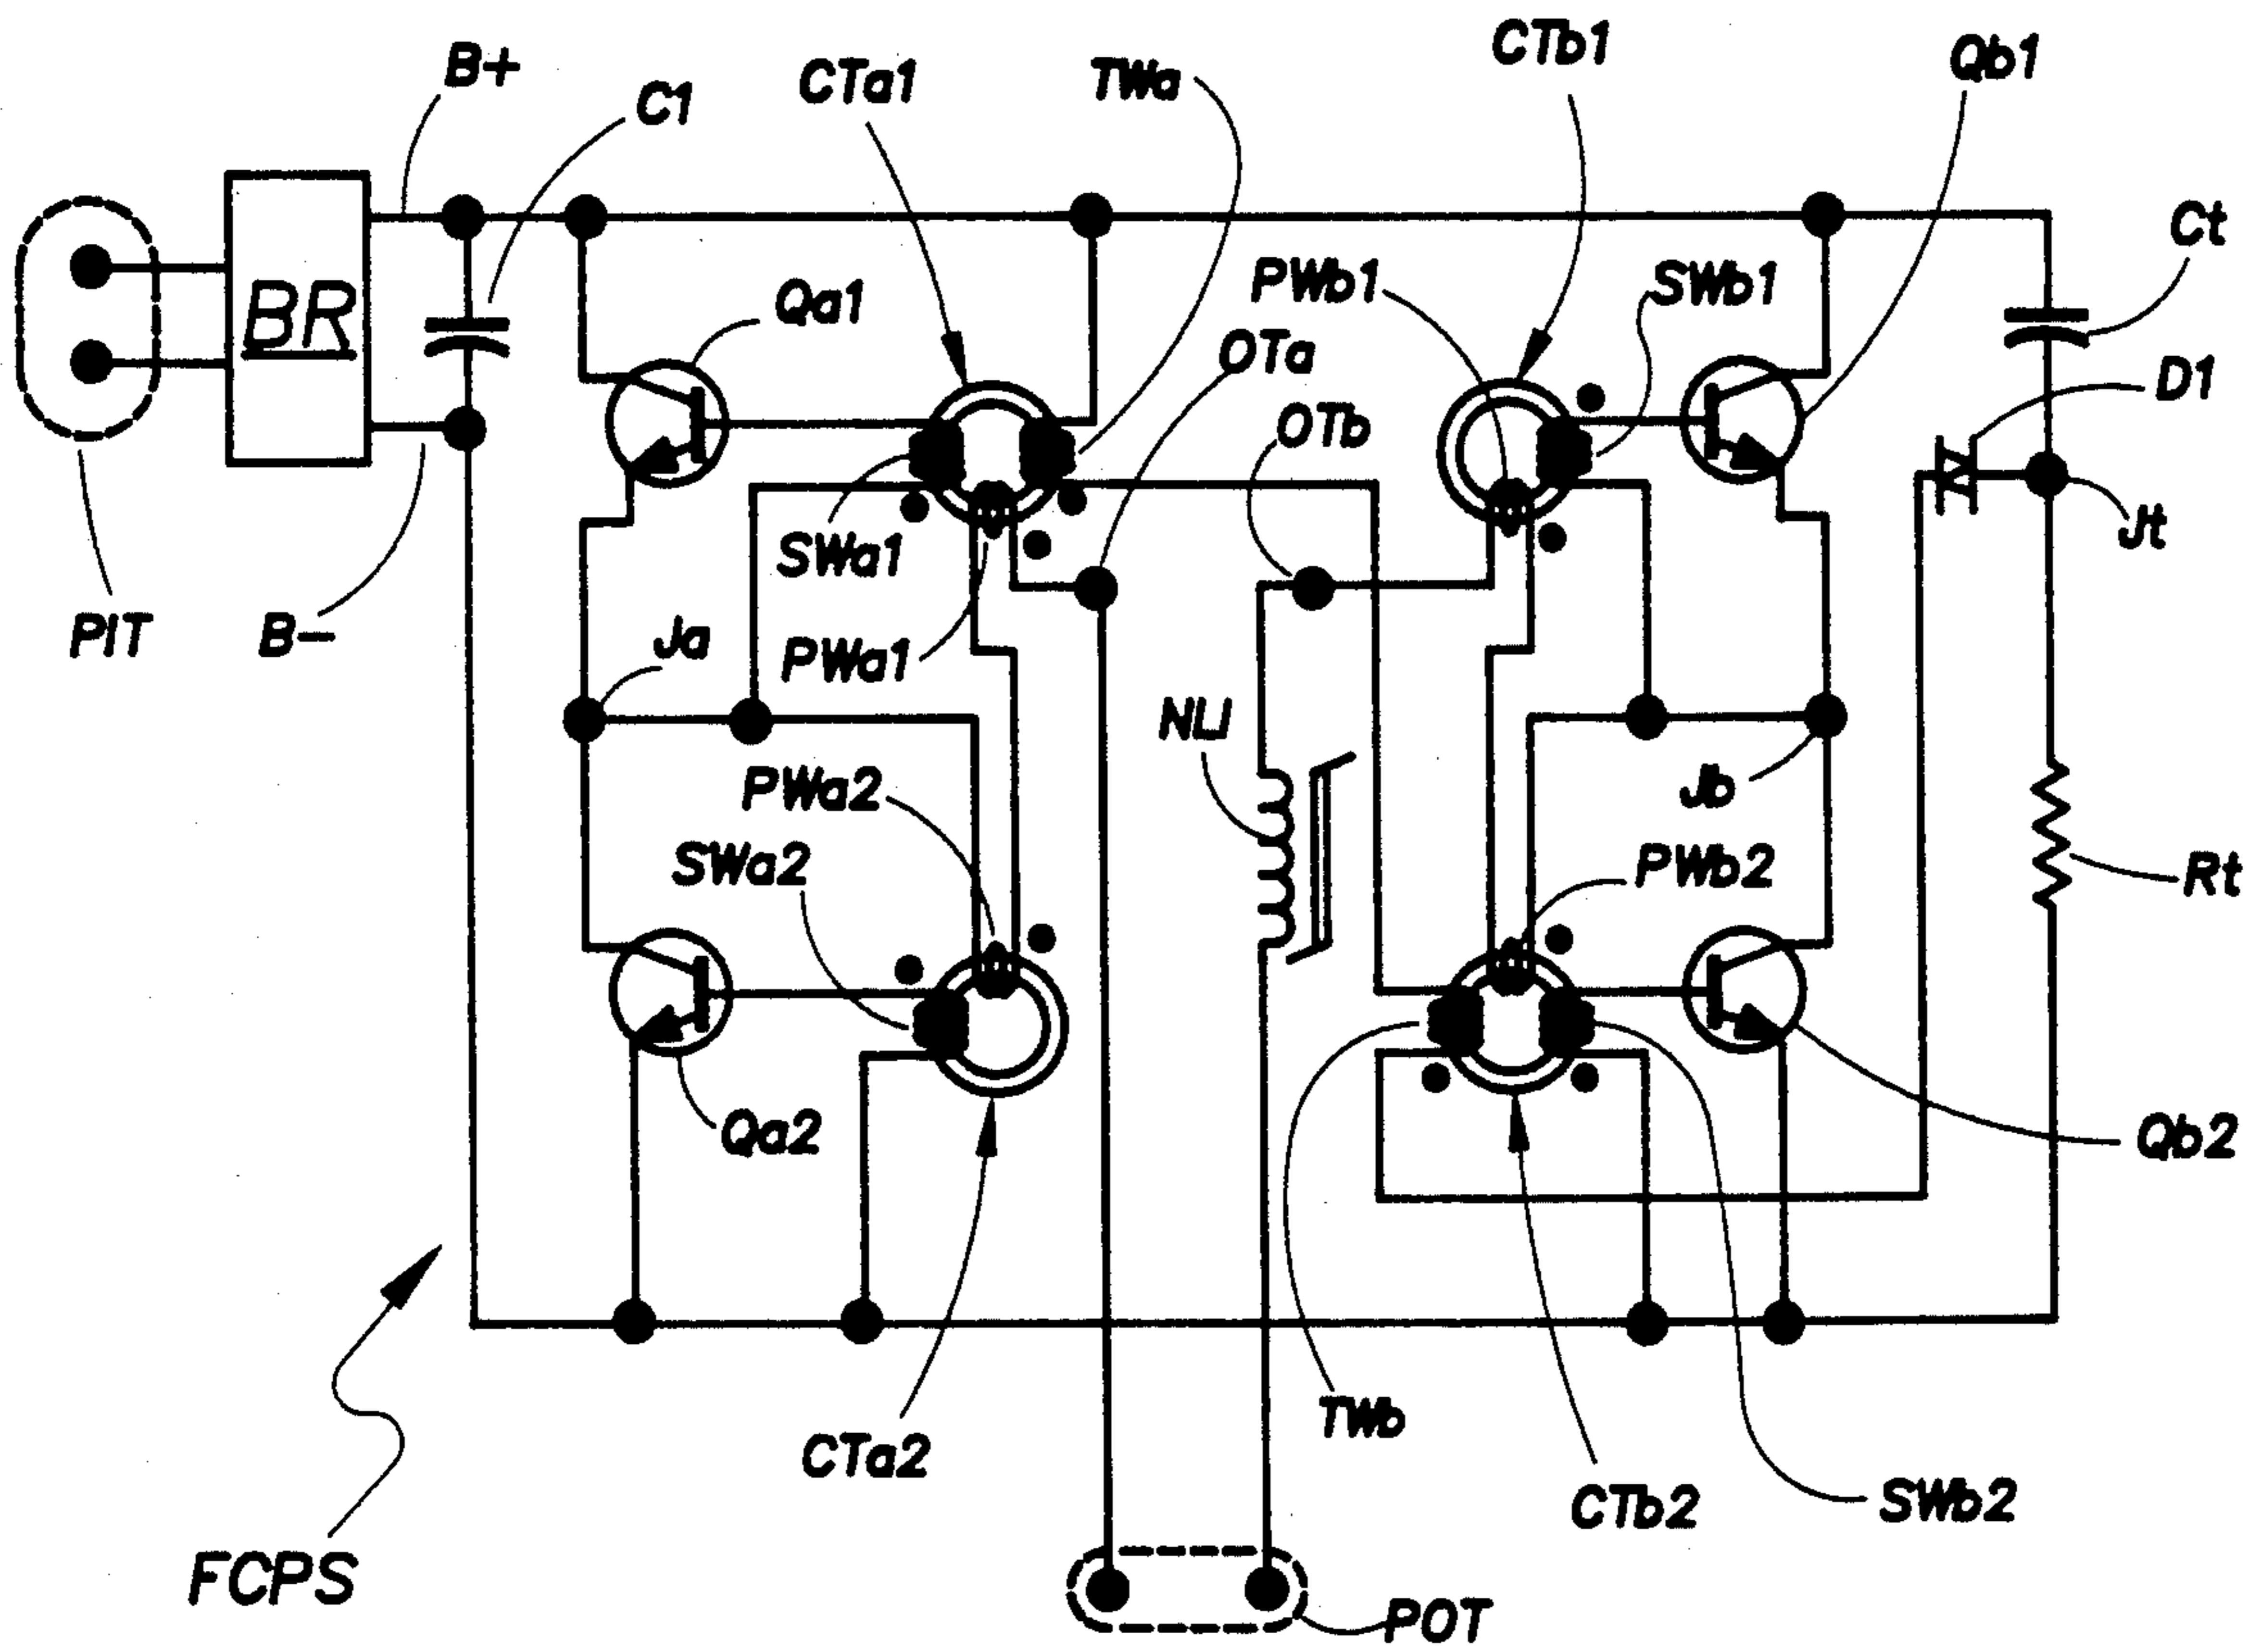 CTb1
B+
CTa1
TWa
Qb1
C1
Ct
PWb1
SWb1
BR
Qa1
OTa
D1
OTb
SWa1
Jt
PIT
B-
Ja
PWa1
PWa2
Jb
SWa2
PWb2
Rt
Qa2
Qb2
TWb
CTa2
CTb2
SWb2
FCPS
POT